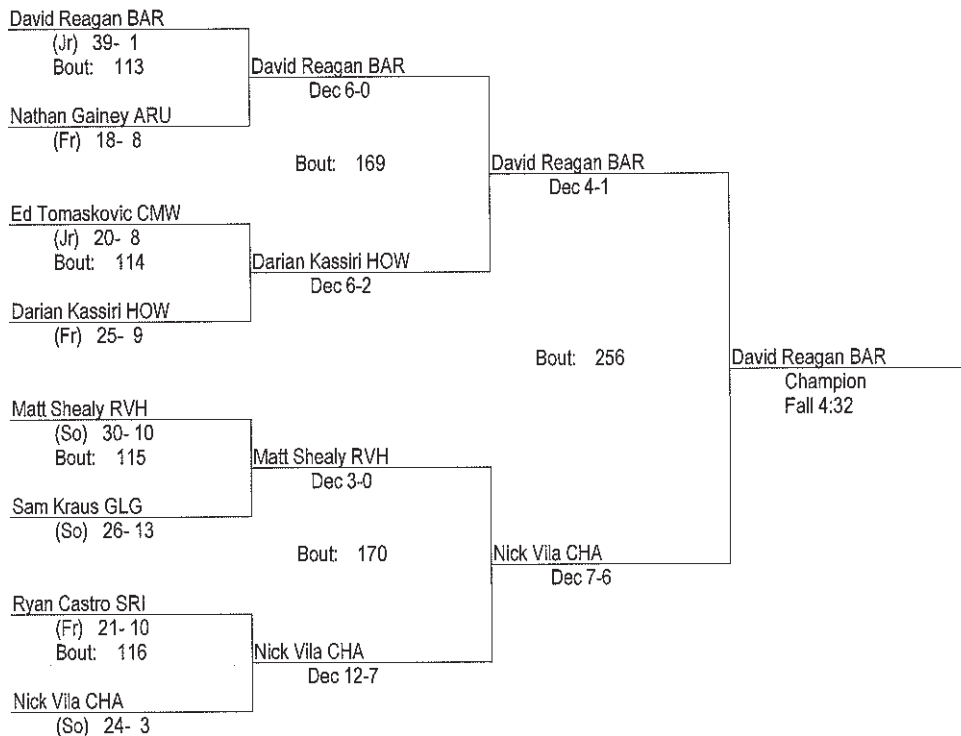 David Reagan BAR
(Jr) 39- 1
Bout: 113
Nathan Gainey ARU
(Fr) 18- 8
Ed Tomaskovic CMW
(Jr) 20- 8
Bout: 114
Darian Kassiri HOW
(Fr) 25- 9
Matt Shealy RVH
(So) 30- 10
Bout: 115
Sam Kraus GLG
(So) 26- 13
Ryan Castro SRI
(Fr) 21- 10
Bout: 116
Nick Vila CHA
(So) 24- 3
David Reagan BAR
Dec 6-0
Bout: 169
Darian Kassiri HOW
Dec 6-2
Matt Shealy RVH
Dec 3-0
Bout: 170
Nick Vila CHA
Dec 12-7
David Reagan BAR
Dec 4-1
Bout: 256
Nick Vila CHA
Dec 7-6
David Reagan BAR
Champion
Fall 4:32